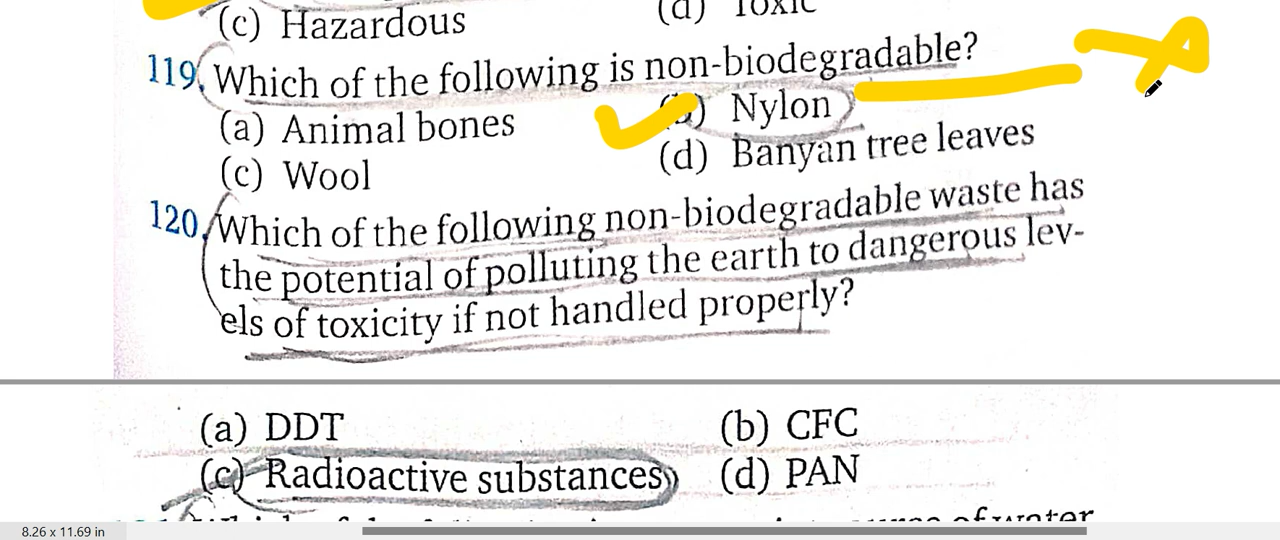 (c) Hazardous (d) Toxic
119. Which of the following is non-biodegradable?
(a) Animal bones (b) Nylon
(c) Wool (d) Banyan tree leaves
120. Which of the following non-biodegradable waste has
the potential of polluting the earth to dangerous lev-
els of toxicity if not handled properly?
(a) DDT (b) CFC
(c) Radioactive substances (d) PAN
of water
8.26 x 11.69 in